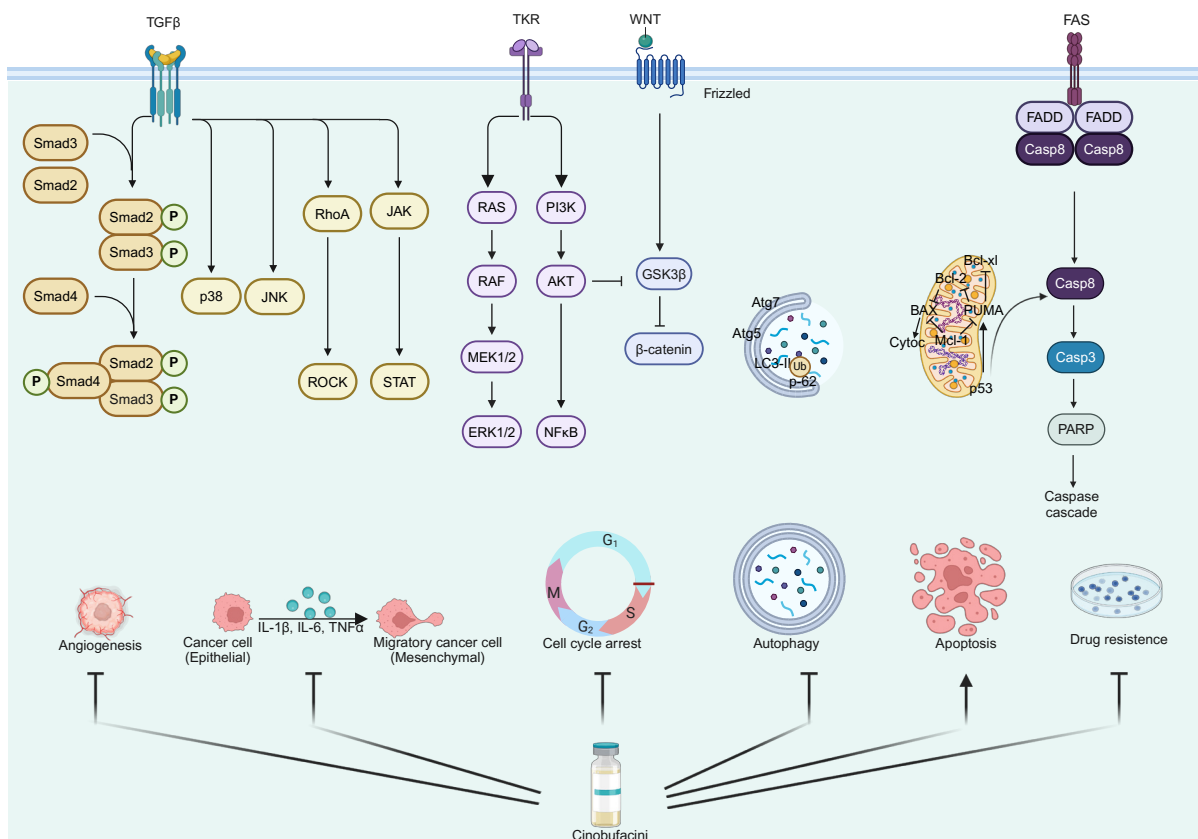 TGFβ
TKR
WNT
FAS
Frizzled
FADD
FADD
Casp8
Casp8
Smad3
Smad2
Smad2
P
Smad3
P
RhoA
JAK
RAS
PI3K
Smad4
p38
JNK
RAF
AKT
GSK3β
Bcl-xl
Bcl-2
Casp8
Atg7
BAX
PUMA
Atg5
Cytoc
Mcl-1
β-catenin
MEK1/2
Casp3
LC3-II
Ub
p-62
p53
Smad2
P
P
Smad4
Smad3
P
ROCK
STAT
ERK1/2
NFκB
PARP
Caspase
cascade
G1
M
S
G2
IL-1β, IL-6, TNFα
Angiogenesis
Cancer cell
(Epithelial)
Migratory cancer cell
(Mesenchymal)
Cell cycle arrest
Autophagy
Apoptosis
Drug resistence
Cinobufacini